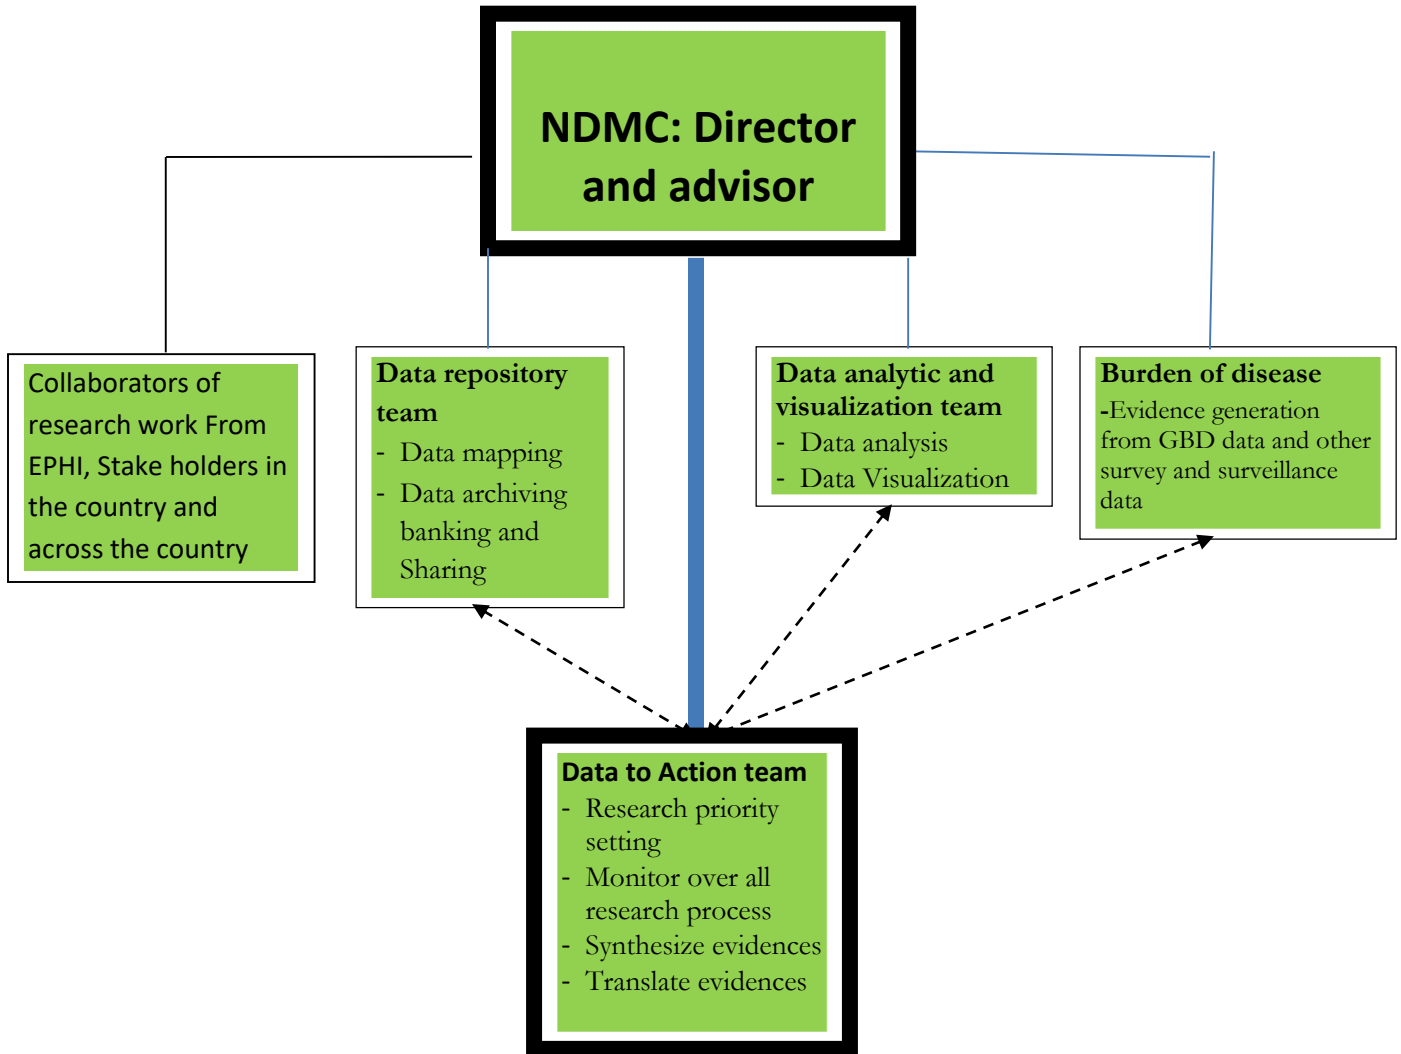 NDMC: Director
and advisor
Collaborators of
research work From
EPHI, Stake holders in
the country and
across the country
Data repository
team
- Data mapping
- Data archiving
banking and
Sharing
Data analytic and
visualization team
- Data analysis
- Data Visualization
Burden of disease
-Evidence generation
from GBD data and other
survey and surveillance
data
Data to Action team
- Research priority
setting
- Monitor over all
research process
- Synthesize evidences
- Translate evidences